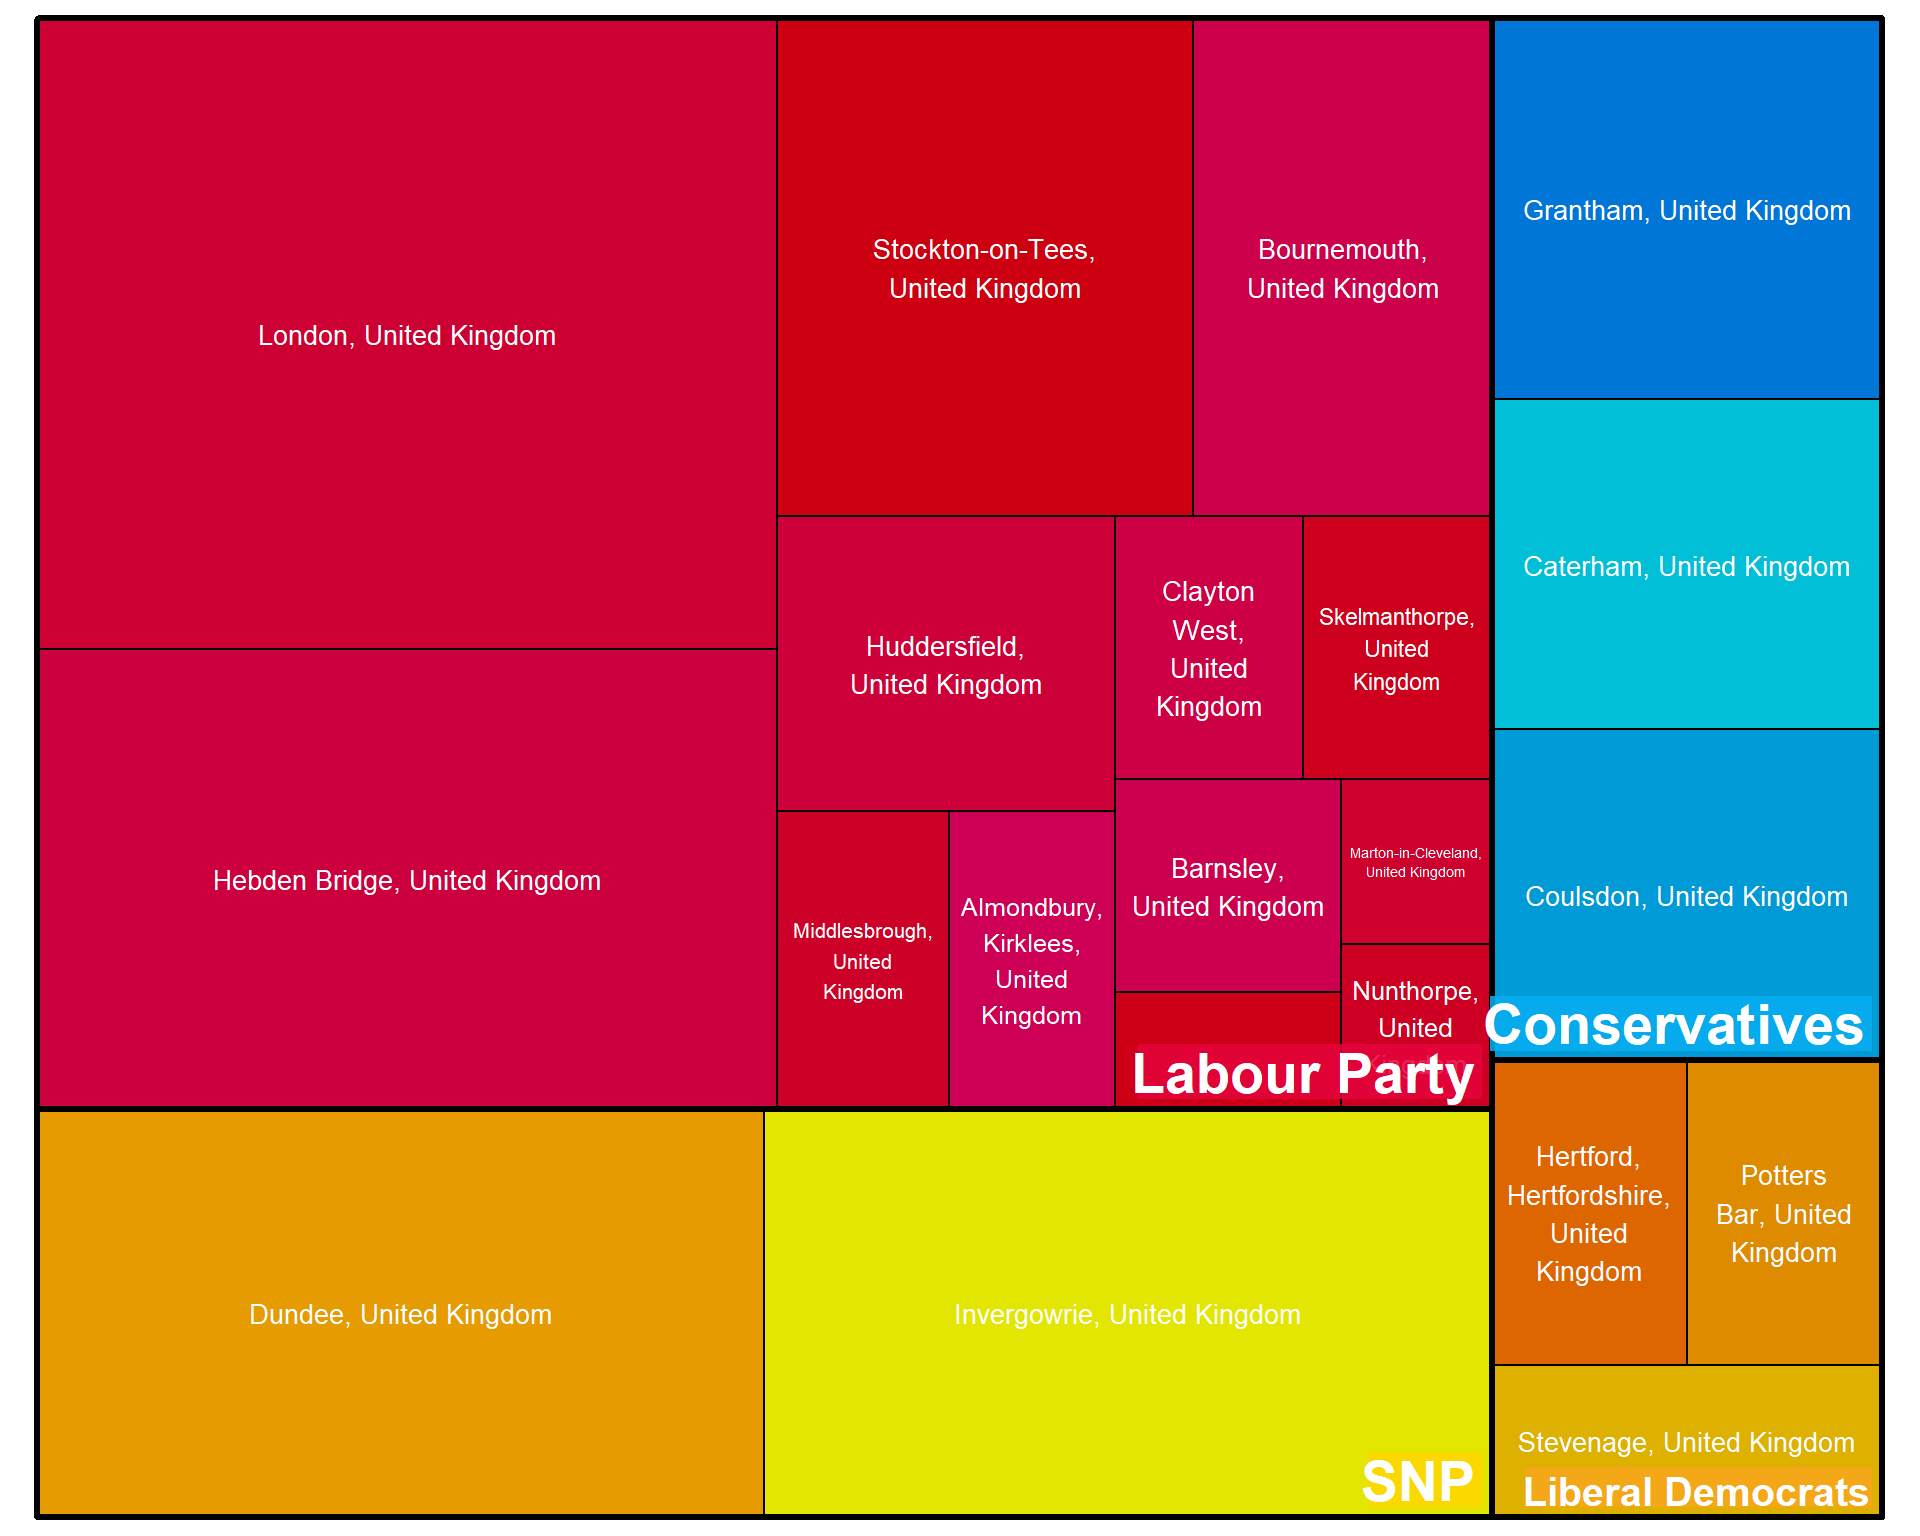 London, United Kingdom
Hebden Bridge, United Kingdom
Stockton-on-Tees,
United Kingdom
Bournemouth,
United Kingdom
Huddersfield,
United Kingdom
Clayton
West,
United
Kingdom
Skelmanthorpe,
United
Kingdom
Middlesbrough,
United
Kingdom
Almondbury,
Kirklees,
United
Kingdom
Barnsley,
United Kingdom
Marton-in-Cleveland,
United Kingdom
Nunthorpe,
United
Kingdom
Labour Party
Grantham, United Kingdom
Caterham, United Kingdom
Coulsdon, United Kingdom
Conservatives
Dundee, United Kingdom
Invergowrie, United Kingdom
SNP
Hertford,
Hertfordshire,
United
Kingdom
Potters
Bar, United
Kingdom
Stevenage, United Kingdom
Liberal Democrats